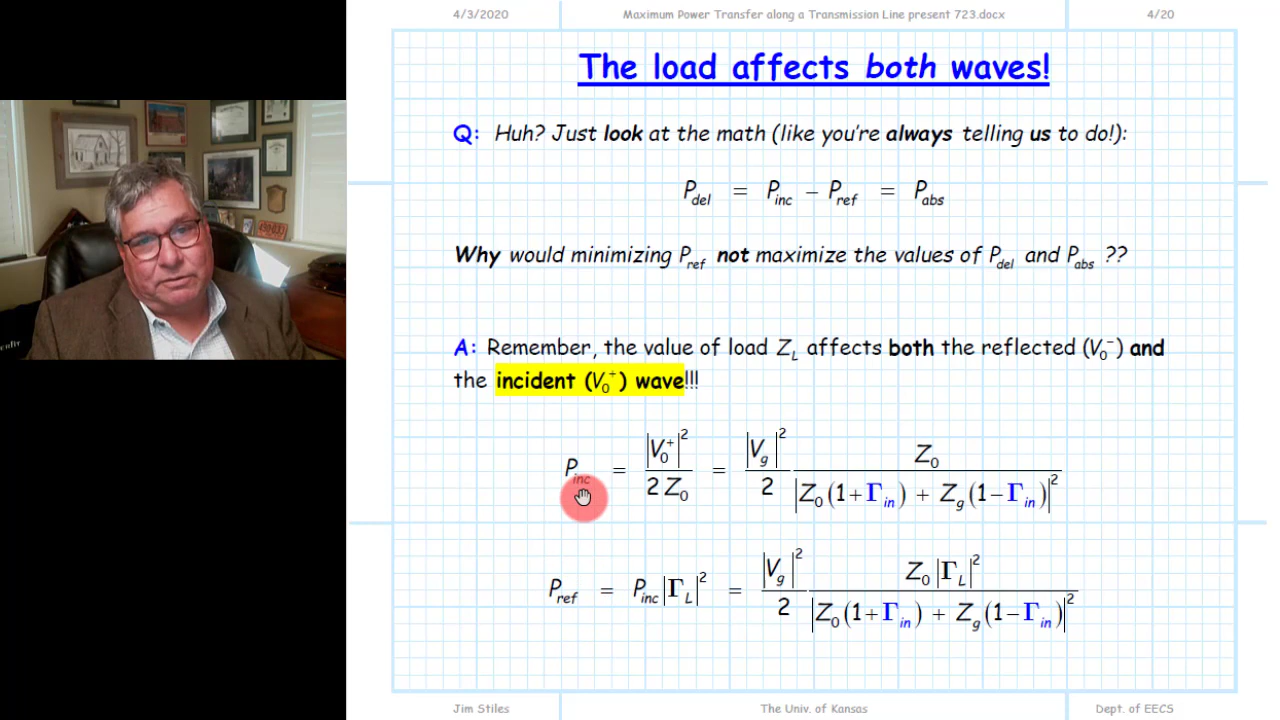 4/3/2020 Maximum Power Transfer along a Transmission Line present 723.docx 4/20
The load affects both waves!
Q: Huh? Just look at the math (like you're always telling us to do!):
P_del = P_inc − P_ref = P_abs
Why would minimizing P_ref not maximize the values of P_del and P_abs ??
A: Remember, the value of load Z_L affects both the reflected (V_0^−) and
the incident (V_0^+) wave!!!
P_inc = |V_0^+|^2 / 2 Z_0 = |V_g|^2 / 2 Z_0 / |Z_0 (1+Γ_in) + Z_g (1−Γ_in)|^2
P_ref = P_inc |Γ_L|^2 = |V_g|^2 / 2 Z_0 |Γ_L|^2 / |Z_0 (1+Γ_in) + Z_g (1−Γ_in)|^2
Jim Stiles The Univ. of Kansas Dept. of EECS